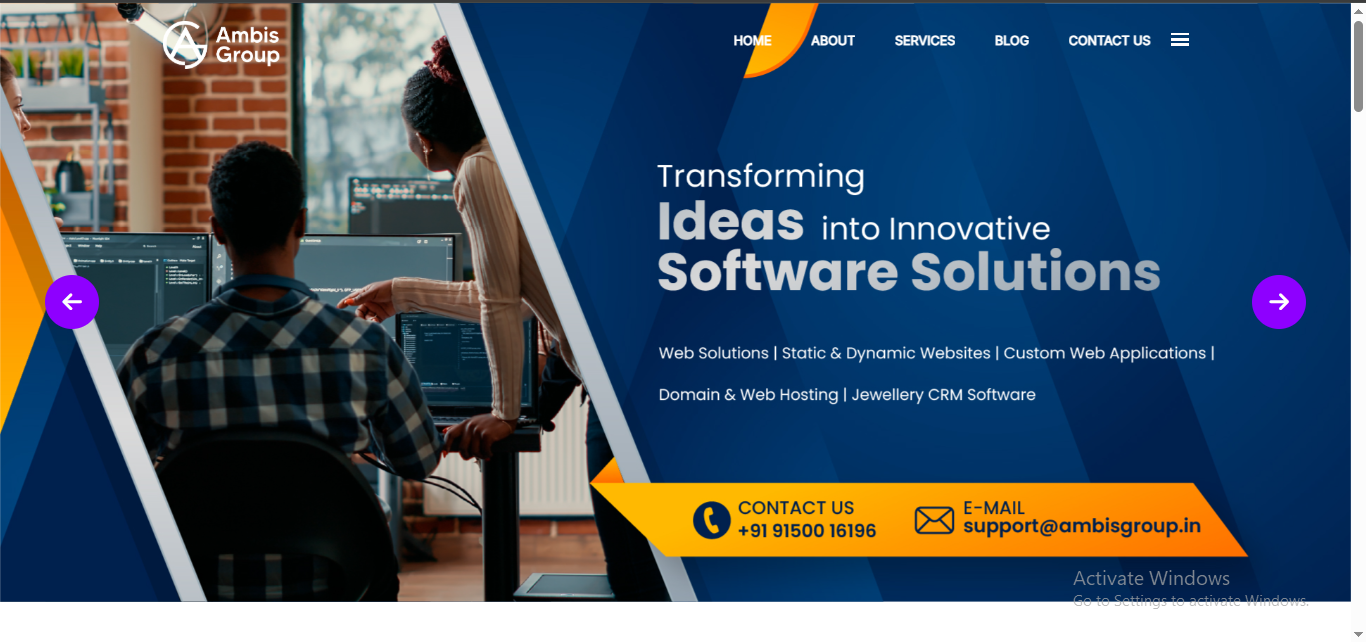 Ambis
Group
HOME ABOUT SERVICES BLOG CONTACT US
Transforming
Ideas into Innovative
Software Solutions
Web Solutions | Static & Dynamic Websites | Custom Web Applications |
Domain & Web Hosting | Jewellery CRM Software
CONTACT US
+91 91500 16196
E-MAIL
support@ambisgroup.in
Activate Windows
Go to Settings to activate Windows.